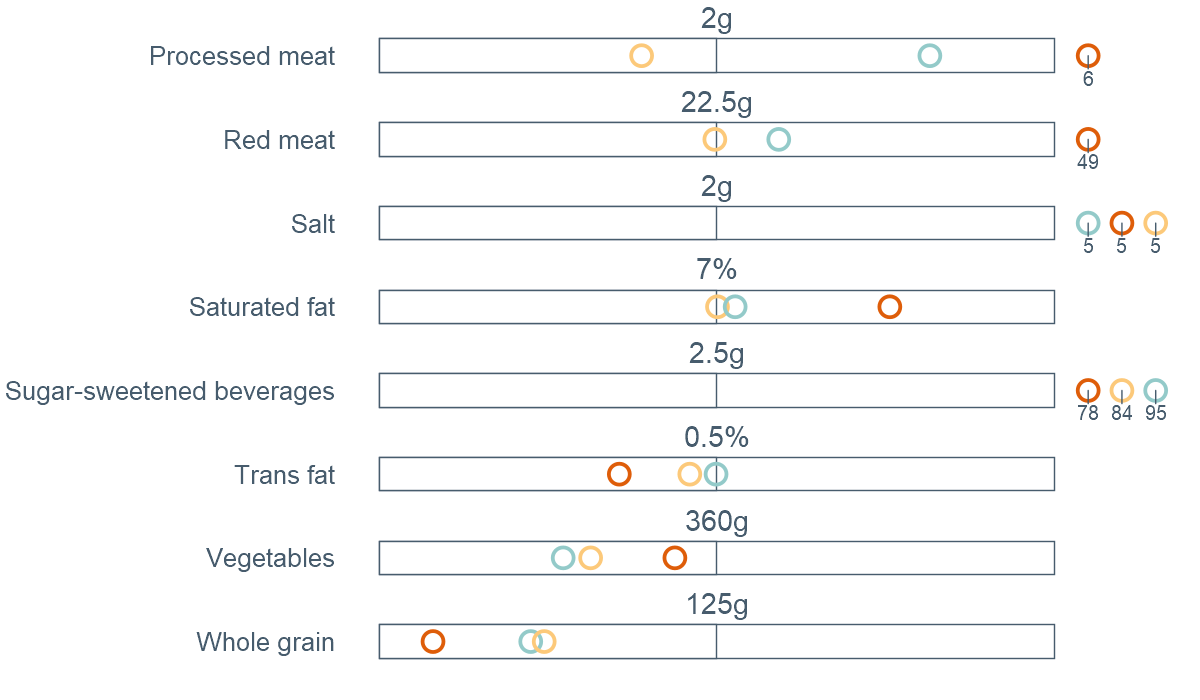 2g
Processed meat
6
22.5g
Red meat
49
2g
Salt
5 5 5
7%
Saturated fat
2.5g
Sugar-sweetened beverages
78 84 95
0.5%
Trans fat
360g
Vegetables
125g
Whole grain